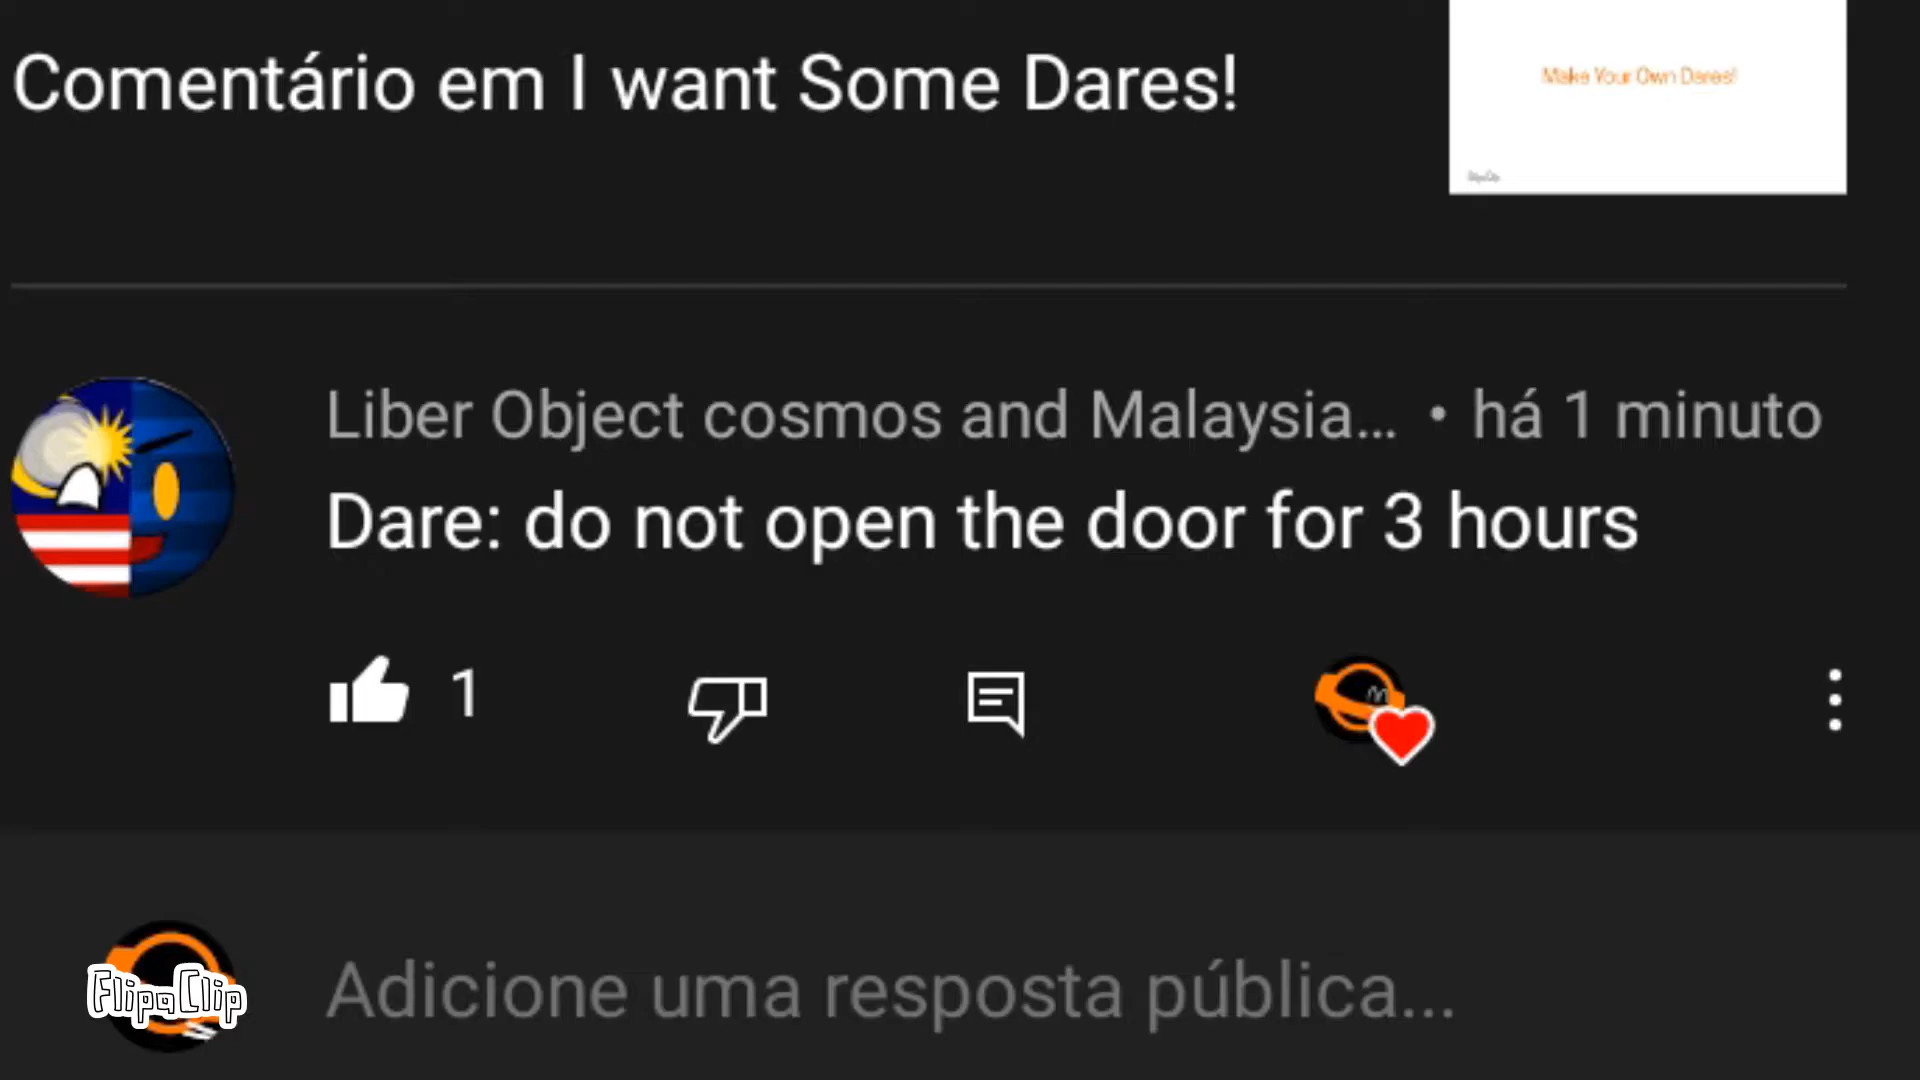 Comentário em I want Some Dares!
Make Your Own Dares!
FlipaClip
Liber Object cosmos and Malaysia... • há 1 minuto
Dare: do not open the door for 3 hours
1
FlipaClip
Adicione uma resposta pública...